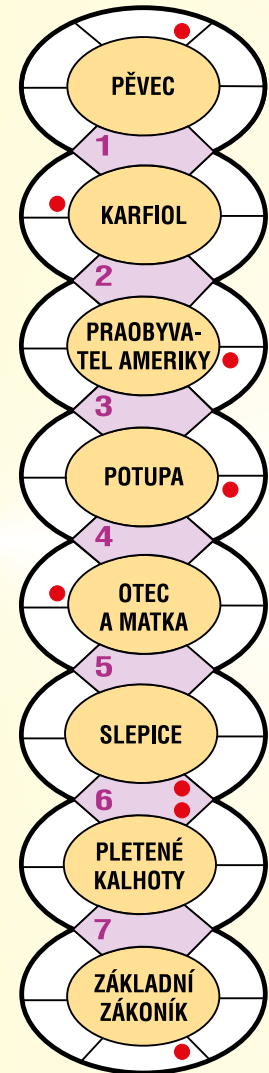 PĚVEC
1
KARFIOL
2
PRAOBYVA-
TEL AMERIKY
3
POTUPA
4
OTEC
A MATKA
5
SLEPICE
6
PLETENÉ
KALHOTY
7
ZÁKLADNÍ
ZÁKONÍK